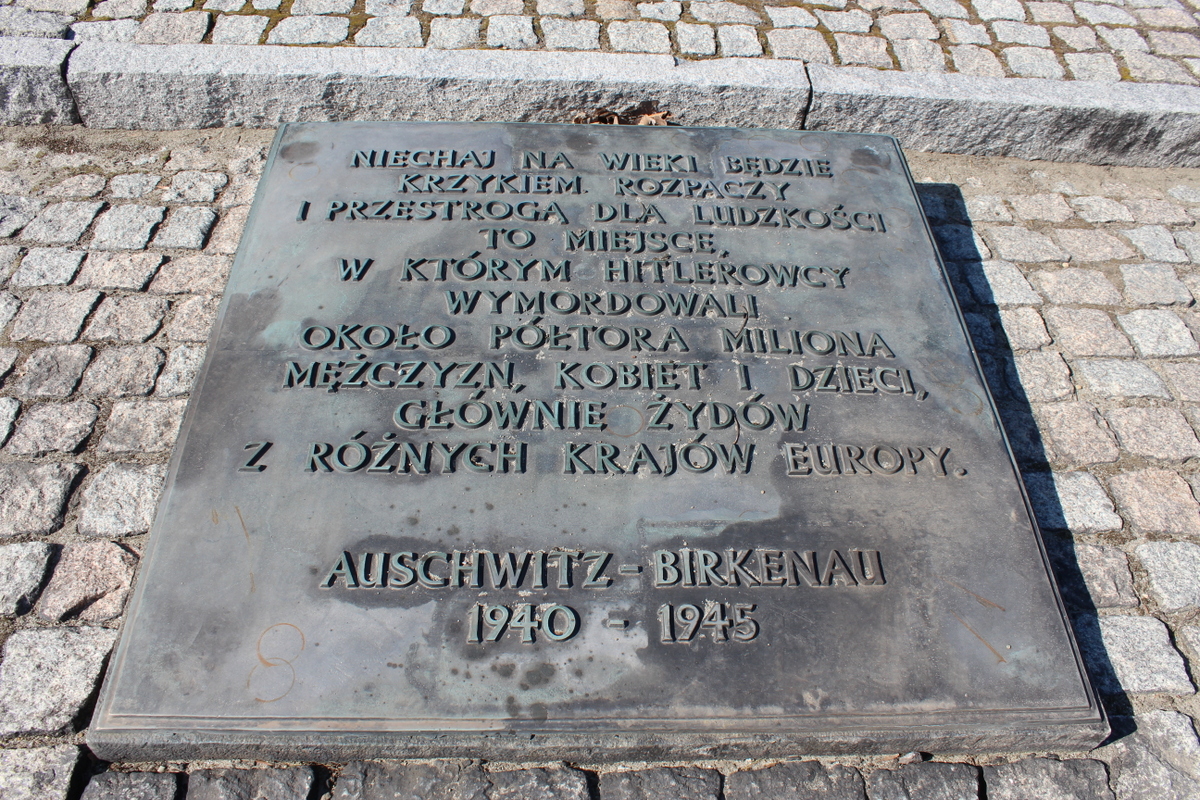 NIECHAJ NA WIEKI BĘDZIE
KRZYKIEM ROZPACZY
I PRZESTROGĄ DLA LUDZKOŚCI
TO MIEJSCE,
W KTÓRYM HITLEROWCY
WYMORDOWALI
OKOŁO PÓŁTORA MILIONA
MĘŻCZYZN, KOBIET I DZIECI,
GŁÓWNIE ŻYDÓW
Z RÓŻNYCH KRAJÓW EUROPY.
AUSCHWITZ - BIRKENAU
1940 - 1945